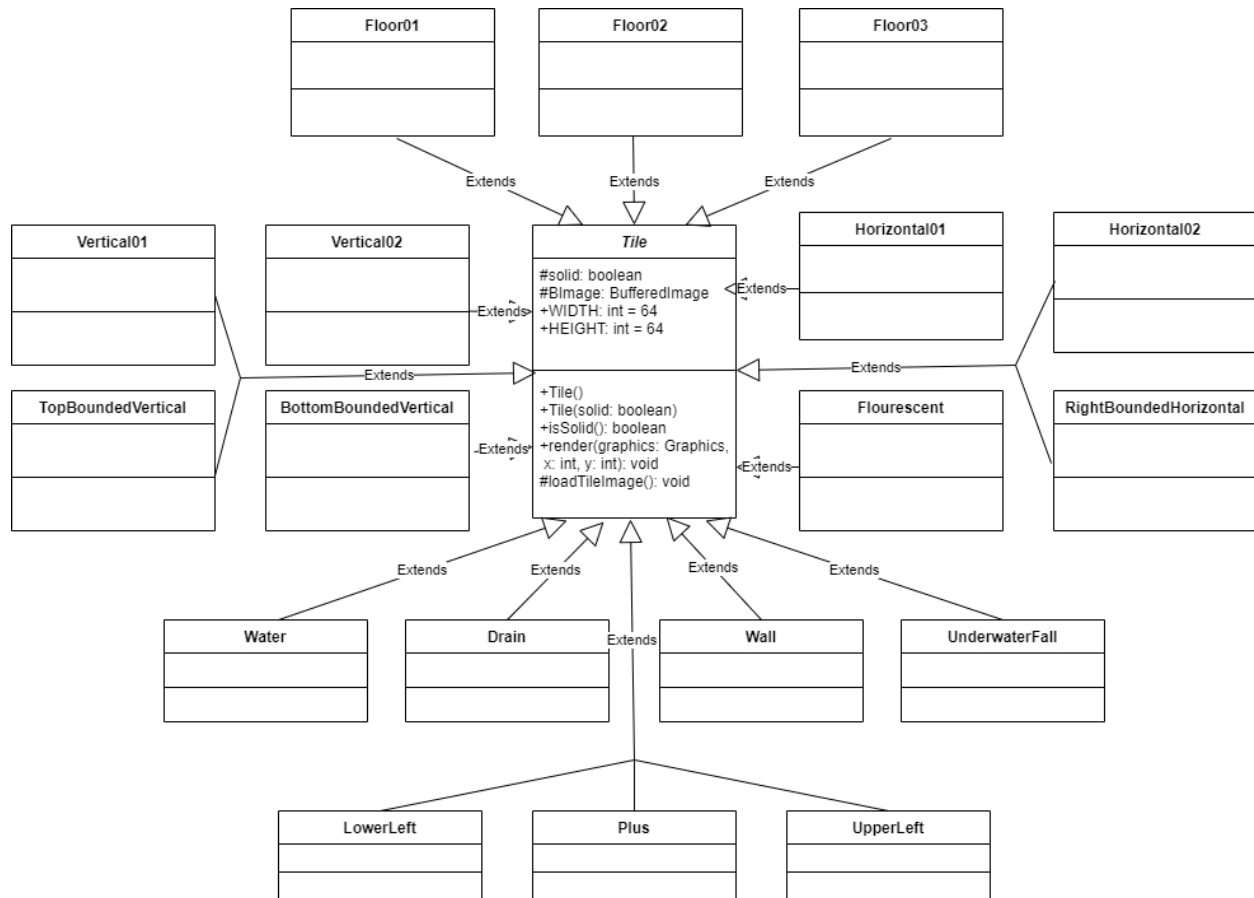 Floor01
Floor02
Floor03
Extends
Extends
Extends
Vertical01
Vertical02
Tile
Horizontal01
Horizontal02
#solid: boolean
#BImage: BufferedImage
+WIDTH: int = 64
+HEIGHT: int = 64
Extends
Extends
Extends
Extends
TopBoundedVertical
BottomBoundedVertical
+Tile()
+Tile(solid: boolean)
+isSolid(): boolean
+render(graphics: Graphics,
x: int, y: int): void
#loadTileImage(): void
Flourescent
RightBoundedHorizontal
Extends
Extends
Extends
Extends
Extends
Extends
Extends
Water
Drain
Wall
UnderwaterFall
LowerLeft
Plus
UpperLeft